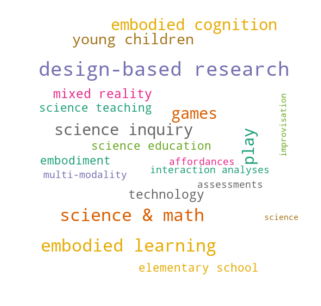 embodied cognition
young children
design-based research
mixed reality
science teaching
games
improvisation
science inquiry
play
science education
embodiment
affordances
interaction analyses
multi-modality
assessments
technology
science & math
science
embodied learning
elementary school